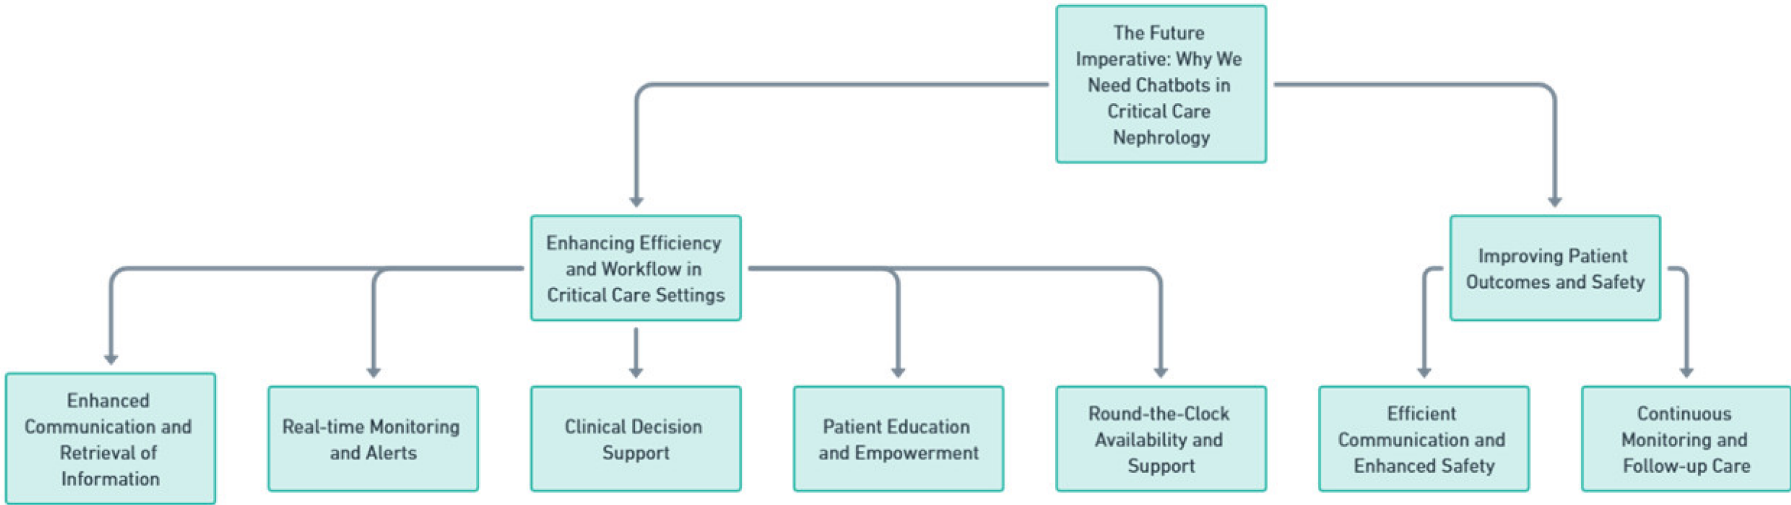 The Future
Imperative: Why We
Need Chatbots in
Critical Care
Nephrology
Enhancing Efficiency
and Workflow in
Critical Care Settings
Improving Patient
Outcomes and Safety
Enhanced
Communication and
Retrieval of
Information
Real-time Monitoring
and Alerts
Clinical Decision
Support
Patient Education
and Empowerment
Round-the-Clock
Availability and
Support
Efficient
Communication and
Enhanced Safety
Continuous
Monitoring and
Follow-up Care